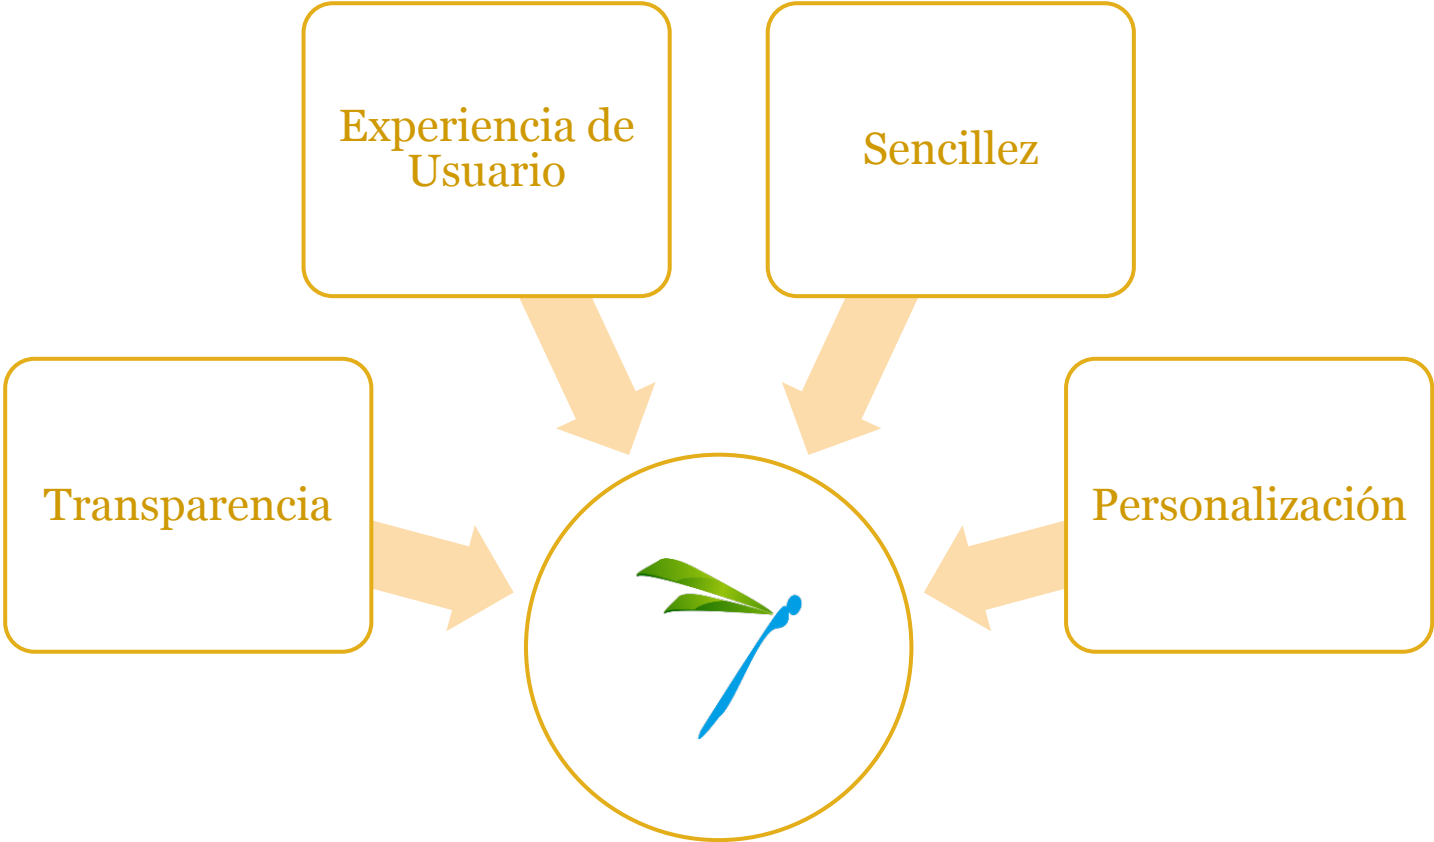 Experiencia de
Usuario
Sencillez
Transparencia
Personalización